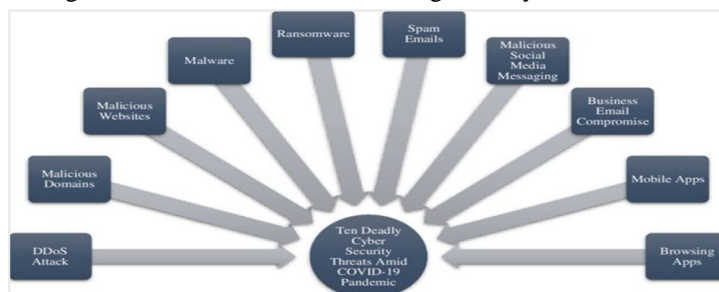 Ransomware
Spam
Emails
Malicious
Social
Media
Messaging
Malware
Business
Email
Compromise
Malicious
Websites
Malicious
Domains
Mobile Apps
DDoS
Attack
Ten Deadly
Cyber
Security
Threats Amid
COVID-19
Pandemic
Browsing
Apps